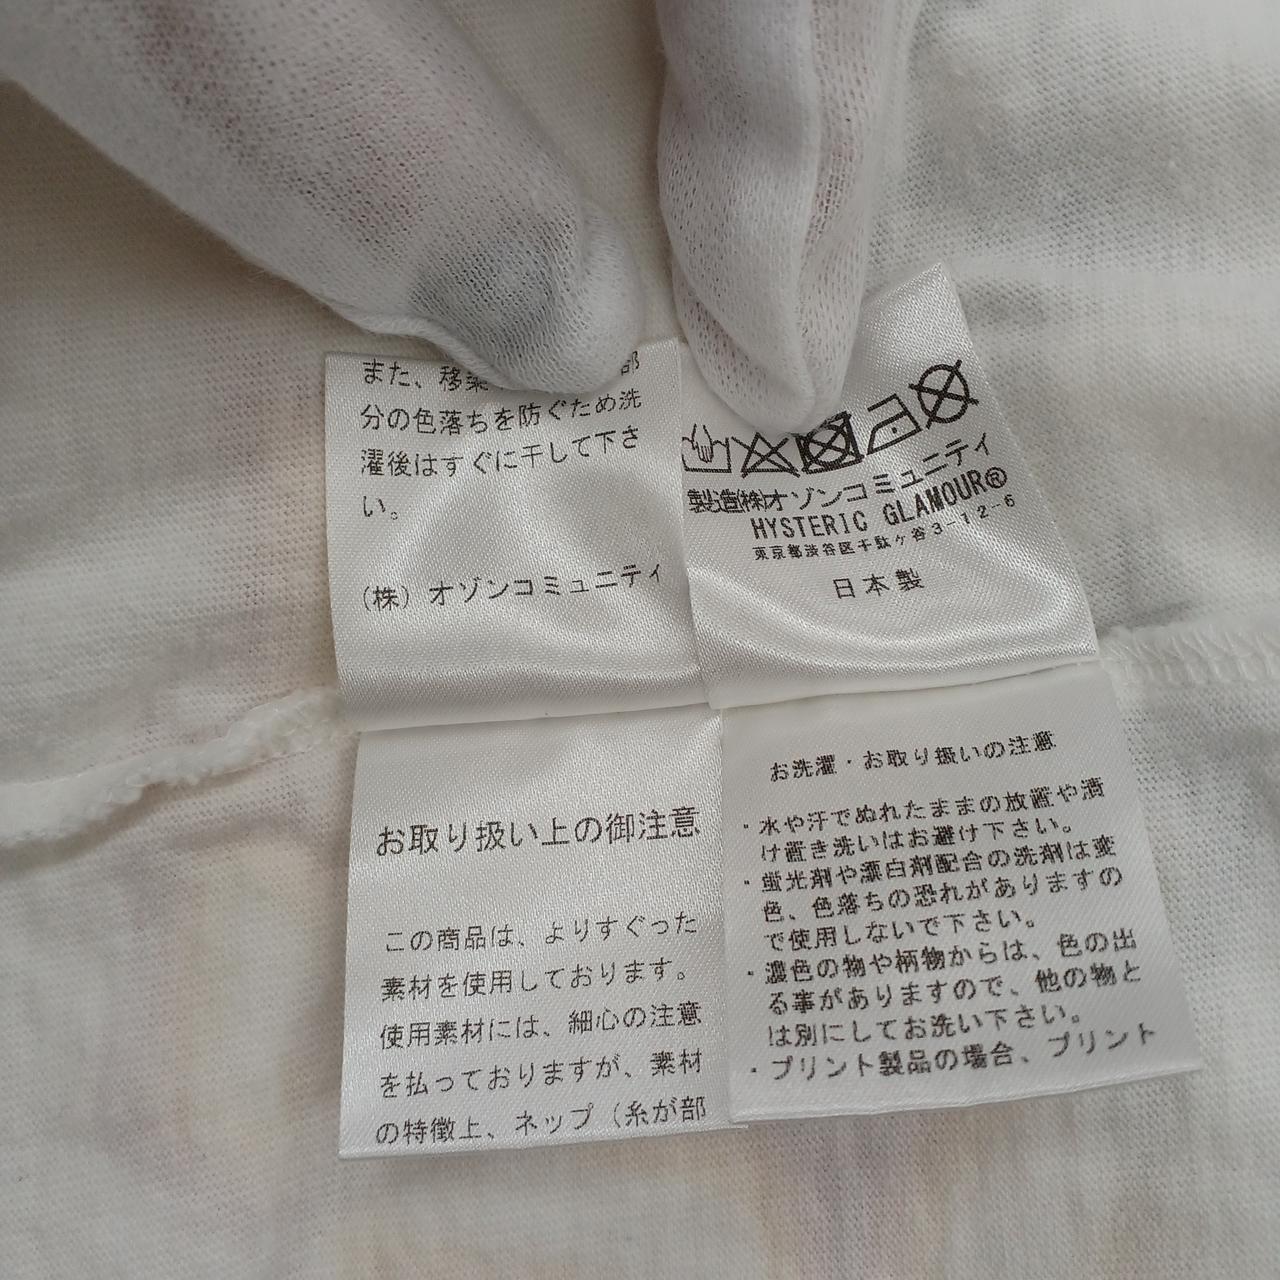 また、移染
部
分の色落ちを防ぐため洗
濯後はすぐに干して下さ
い。
(株) オゾンコミュニティ
製造(株)オゾンコミュニティ
HYSTERIC GLAMOUR®
東京都渋谷区千駄ヶ谷3-12-6
日本製
お取り扱い上の御注意
この商品は、よりすぐった
素材を使用しております。
使用素材には、細心の注意
を払っておりますが、素材
の特徴上、ネップ（糸が部
お洗濯・お取り扱いの注意
・水や汗でぬれたままの放置や漬
け置き洗いはお避け下さい。
・蛍光剤や漂白剤配合の洗剤は変
色、色落ちの恐れがありますの
で使用しないで下さい。
・濃色の物や柄物からは、色の出
る事がありますので、他の物と
は別にしてお洗い下さい。
・プリント製品の場合、プリント